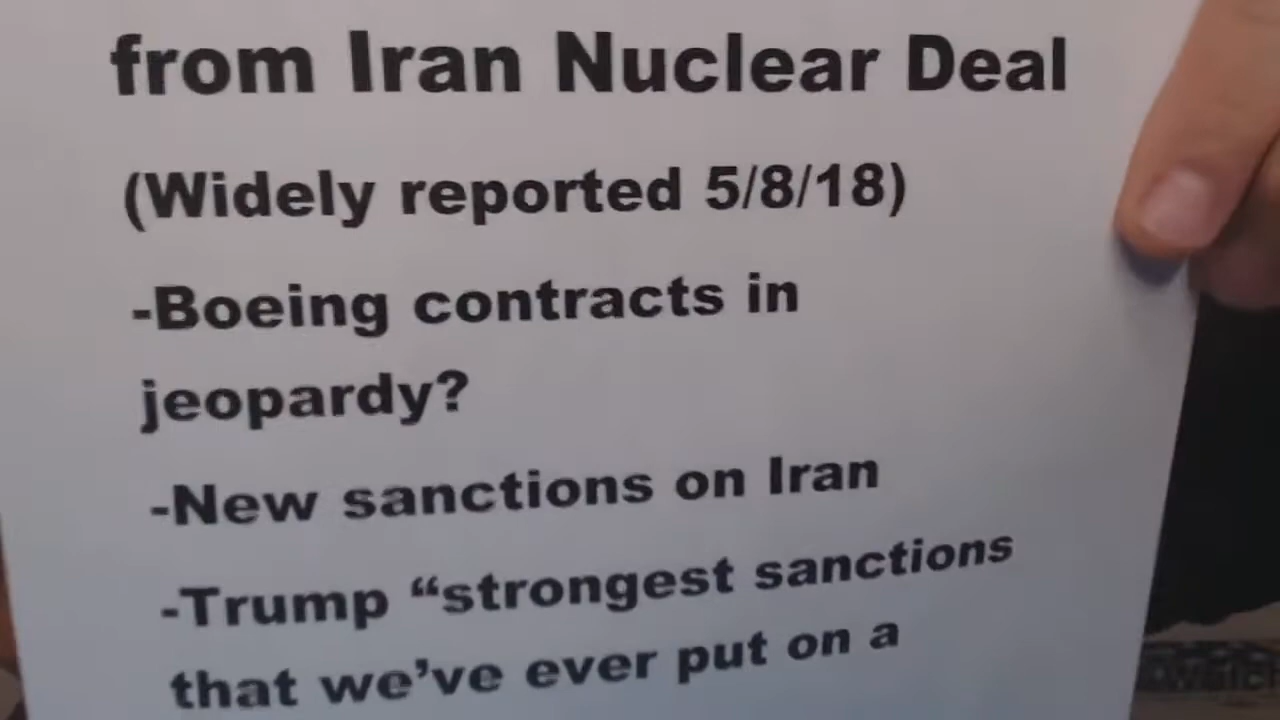 from Iran Nuclear Deal
(Widely reported 5/8/18)
-Boeing contracts in
jeopardy?
-New sanctions on Iran
-Trump “strongest sanctions
that we’ve ever put on a